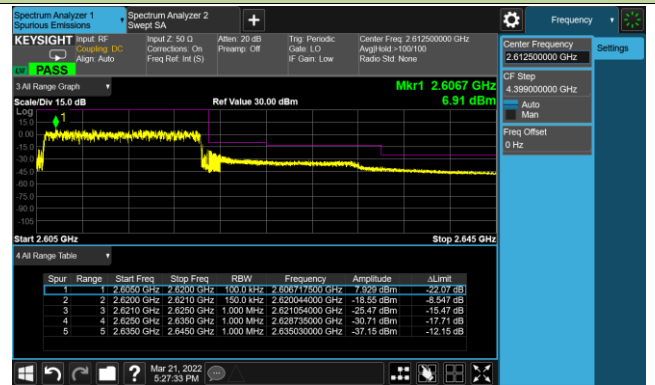 Spectrum Analyzer 1
Spurious Emissions
Spectrum Analyzer 2
Swept SA
+
Frequency
KEYSIGHT
Input: RF
Coupling: DC
Align: Auto
Input Z: 50 Ω
Corrections: On
Freq Ref: Int (S)
Atten: 20 dB
Preamp: Off
Trig: Periodic
Gate: LO
IF Gain: Low
Center Freq: 2.612500000 GHz
Avg|Hold:>100/100
Radio Std: None
PASS
Center Frequency
2.612500000 GHz
Settings
CF Step
4.399000000 GHz
Auto
Man
Freq Offset
0 Hz
3 All Range Graph
Mkr1 2.6067 GHz
6.91 dBm
Scale/Div 15.0 dB
Ref Value 30.00 dBm
Log
15.0
0.00
-15.0
-30.0
-45.0
-60.0
-75.0
-90.0
-105
1
Start 2.605 GHz
Stop 2.645 GHz
4 All Range Table
Spur Range Start Freq Stop Freq RBW Frequency Amplitude ΔLimit
1 1 2.6050 GHz 2.6200 GHz 100.0 kHz 2.606717500 GHz 7.929 dBm -22.07 dB
2 2 2.6200 GHz 2.6210 GHz 150.0 kHz 2.620044000 GHz -18.55 dBm -8.547 dB
3 3 2.6210 GHz 2.6250 GHz 1.000 MHz 2.621054000 GHz -25.47 dBm -15.47 dB
4 4 2.6250 GHz 2.6350 GHz 1.000 MHz 2.628735000 GHz -30.71 dBm -17.71 dB
5 5 2.6350 GHz 2.6450 GHz 1.000 MHz 2.635030000 GHz -37.15 dBm -12.15 dB
?
Mar 21, 2022
5:27:33 PM